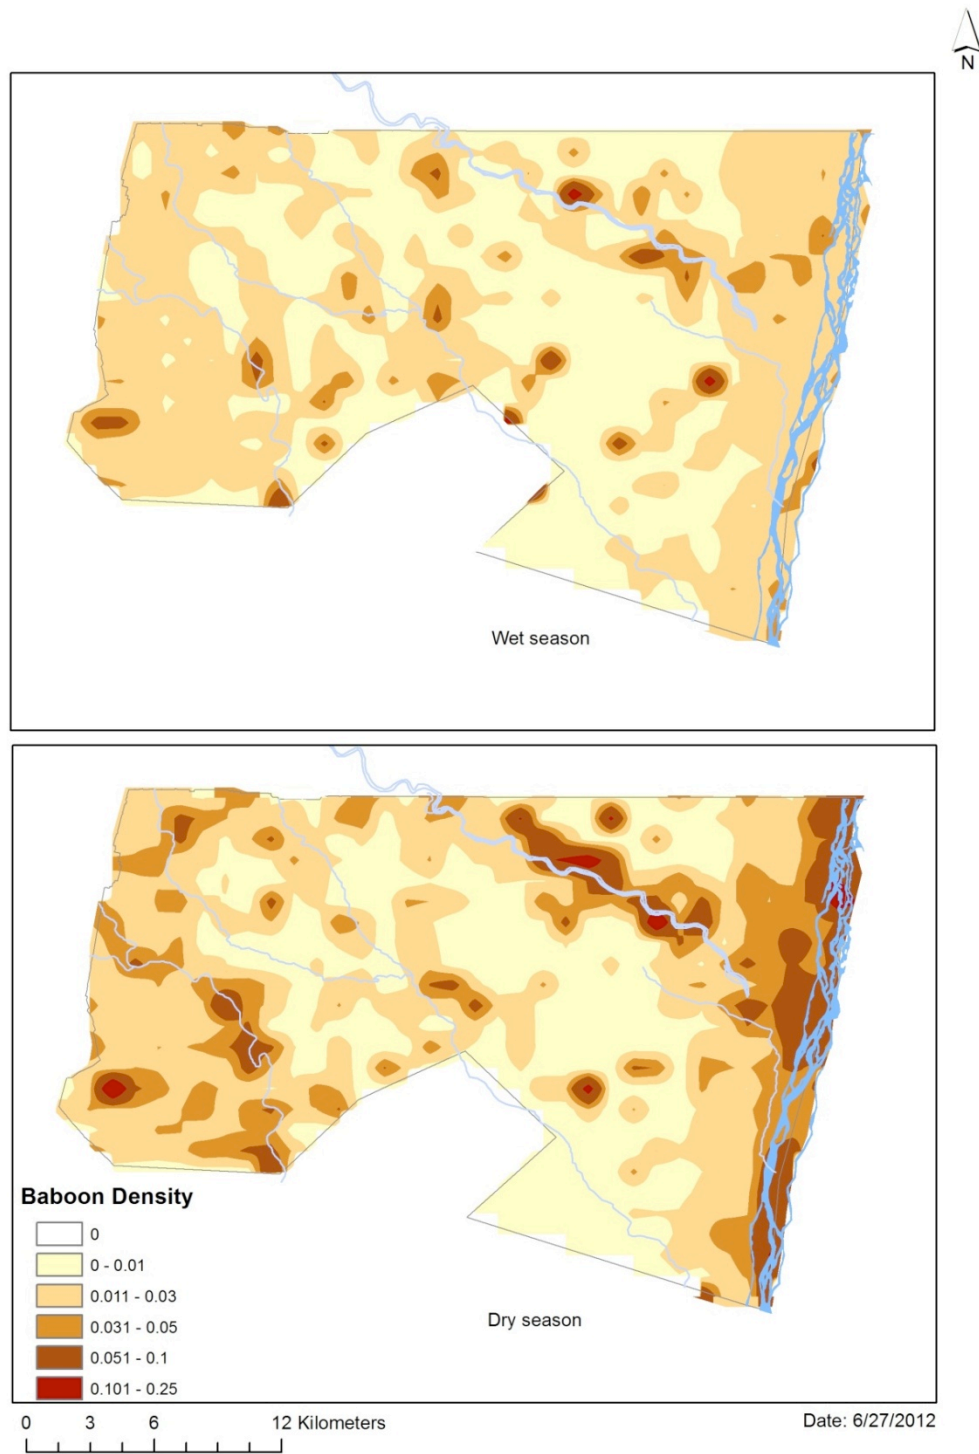 N
Wet season
Dry season
Baboon Density
0
0 - 0.01
0.011 - 0.03
0.031 - 0.05
0.051 - 0.1
0.101 - 0.25
0 3 6 12 Kilometers
Date: 6/27/2012